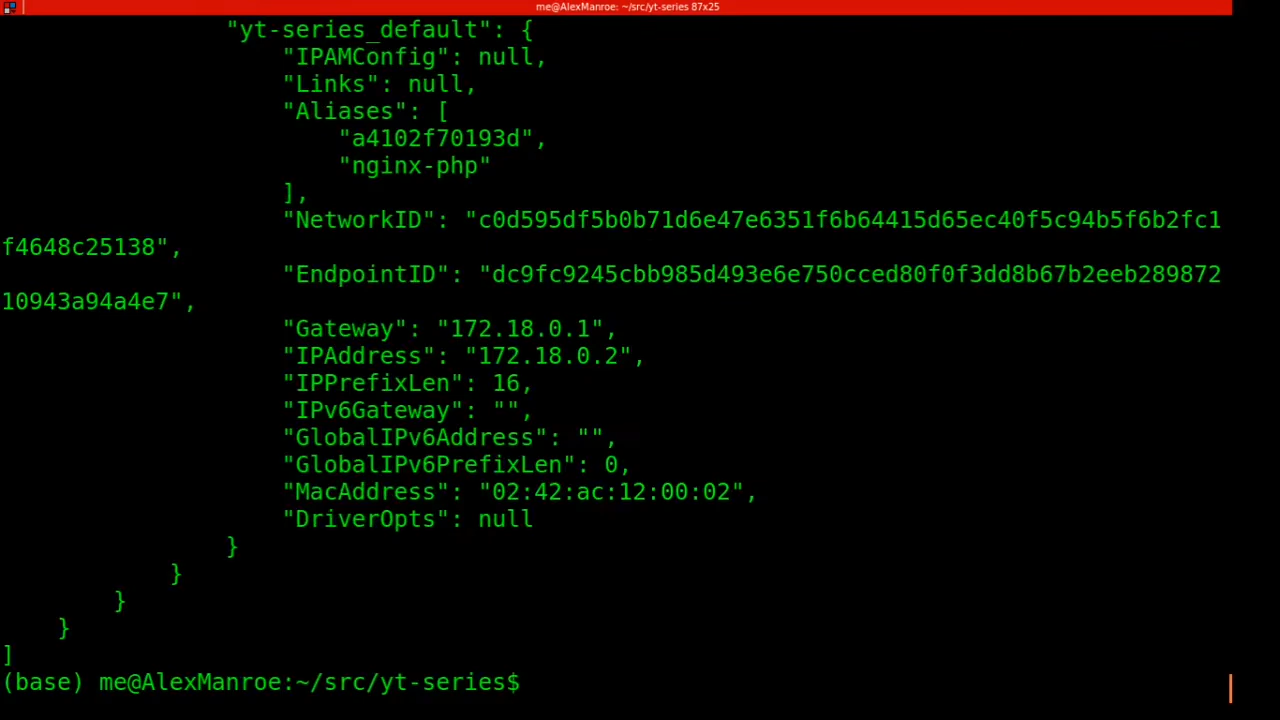 me@AlexManroe: ~/src/yt-series 87x25
"yt-series_default": {
"IPAMConfig": null,
"Links": null,
"Aliases": [
"a4102f70193d",
"nginx-php"
],
"NetworkID": "c0d595df5b0b71d6e47e6351f6b64415d65ec40f5c94b5f6b2fc1
f4648c25138",
"EndpointID": "dc9fc9245cbb985d493e6e750cced80f0f3dd8b67b2eeb289872
10943a94a4e7",
"Gateway": "172.18.0.1",
"IPAddress": "172.18.0.2",
"IPPrefixLen": 16,
"IPv6Gateway": "",
"GlobalIPv6Address": "",
"GlobalIPv6PrefixLen": 0,
"MacAddress": "02:42:ac:12:00:02",
"DriverOpts": null
}
}
}
}
]
(base) me@AlexManroe:~/src/yt-series$